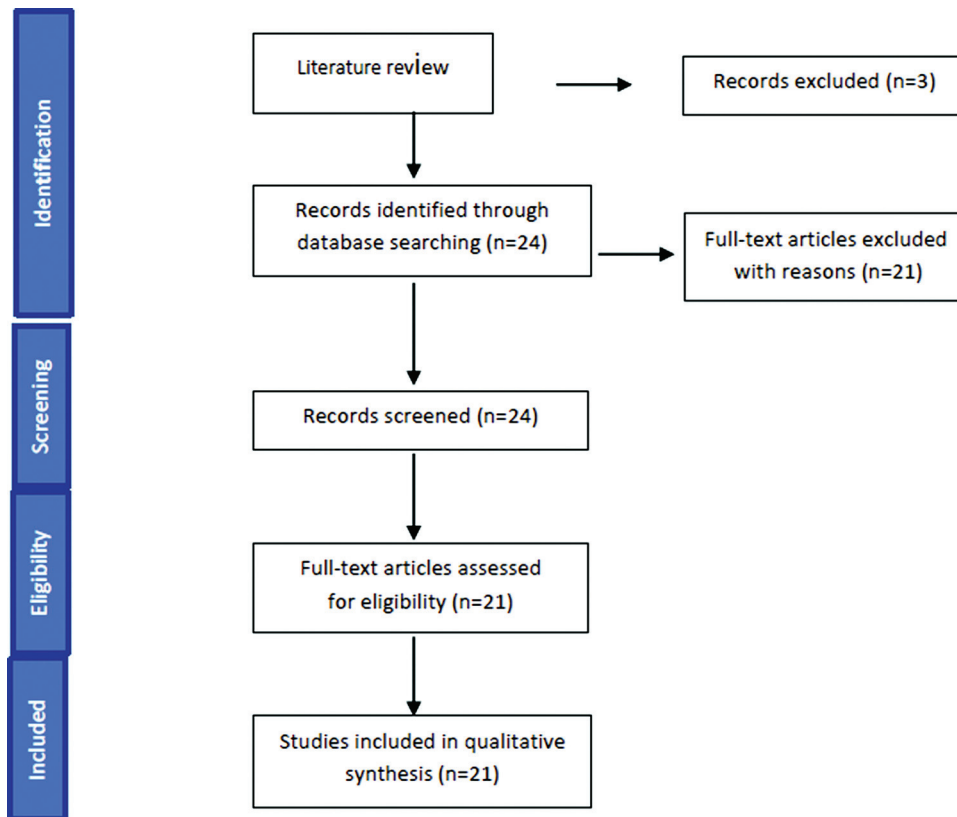 Identification
Literature review
Records excluded (n=3)
Records identified through
database searching (n=24)
Full-text articles excluded
with reasons (n=21)
Screening
Records screened (n=24)
Eligibility
Full-text articles assessed
for eligibility (n=21)
Included
Studies included in qualitative
synthesis (n=21)